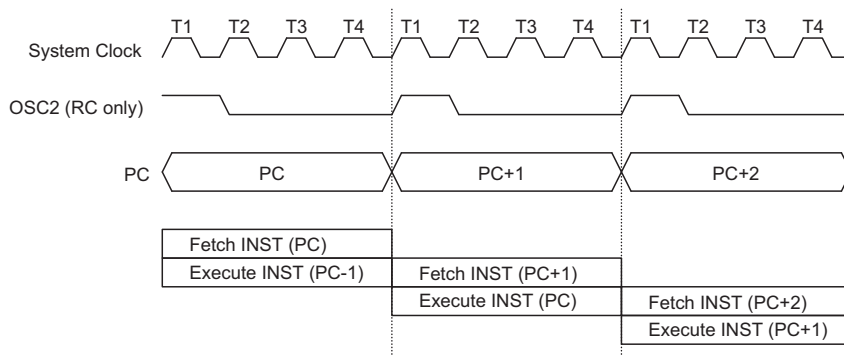 T1 T2 T3 T4 T1 T2 T3 T4 T1 T2 T3 T4
System Clock
OSC2 (RC only)
PC PC PC+1 PC+2
Fetch INST (PC)
Execute INST (PC-1) Fetch INST (PC+1)
Execute INST (PC) Fetch INST (PC+2)
Execute INST (PC+1)